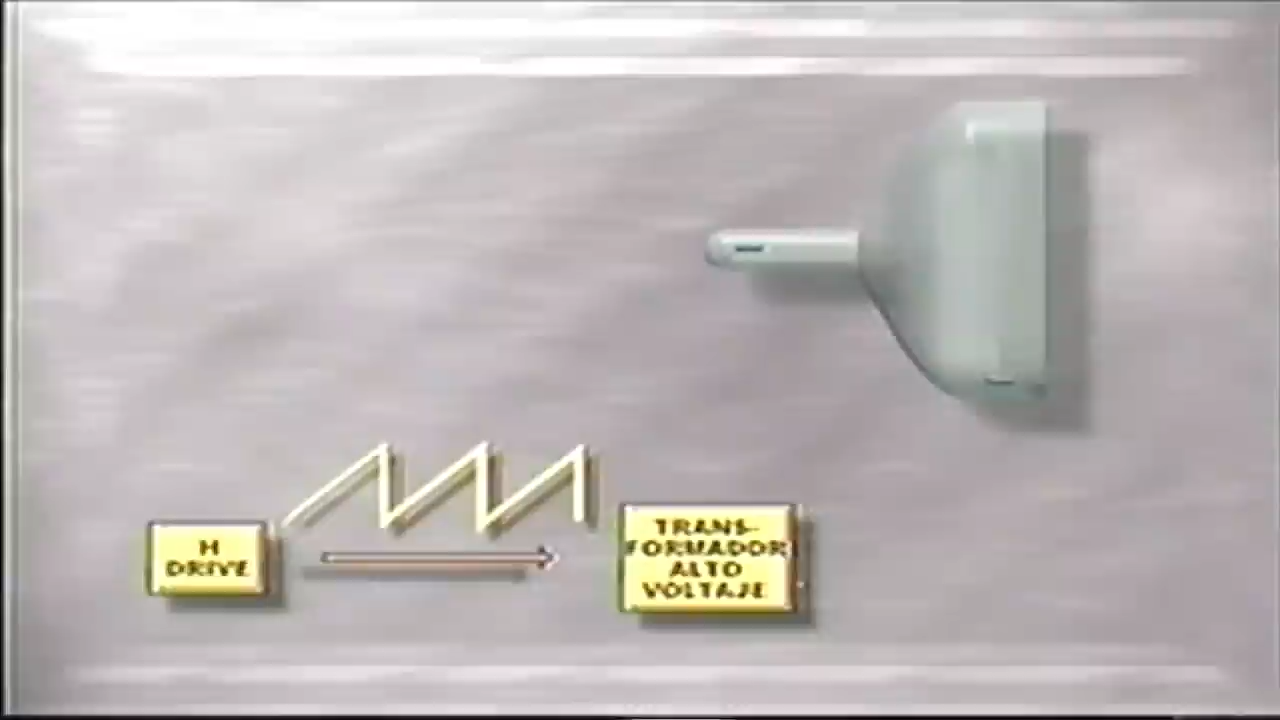 H
DRIVE
TRANS-
FORMADOR
ALTO
VOLTAJE